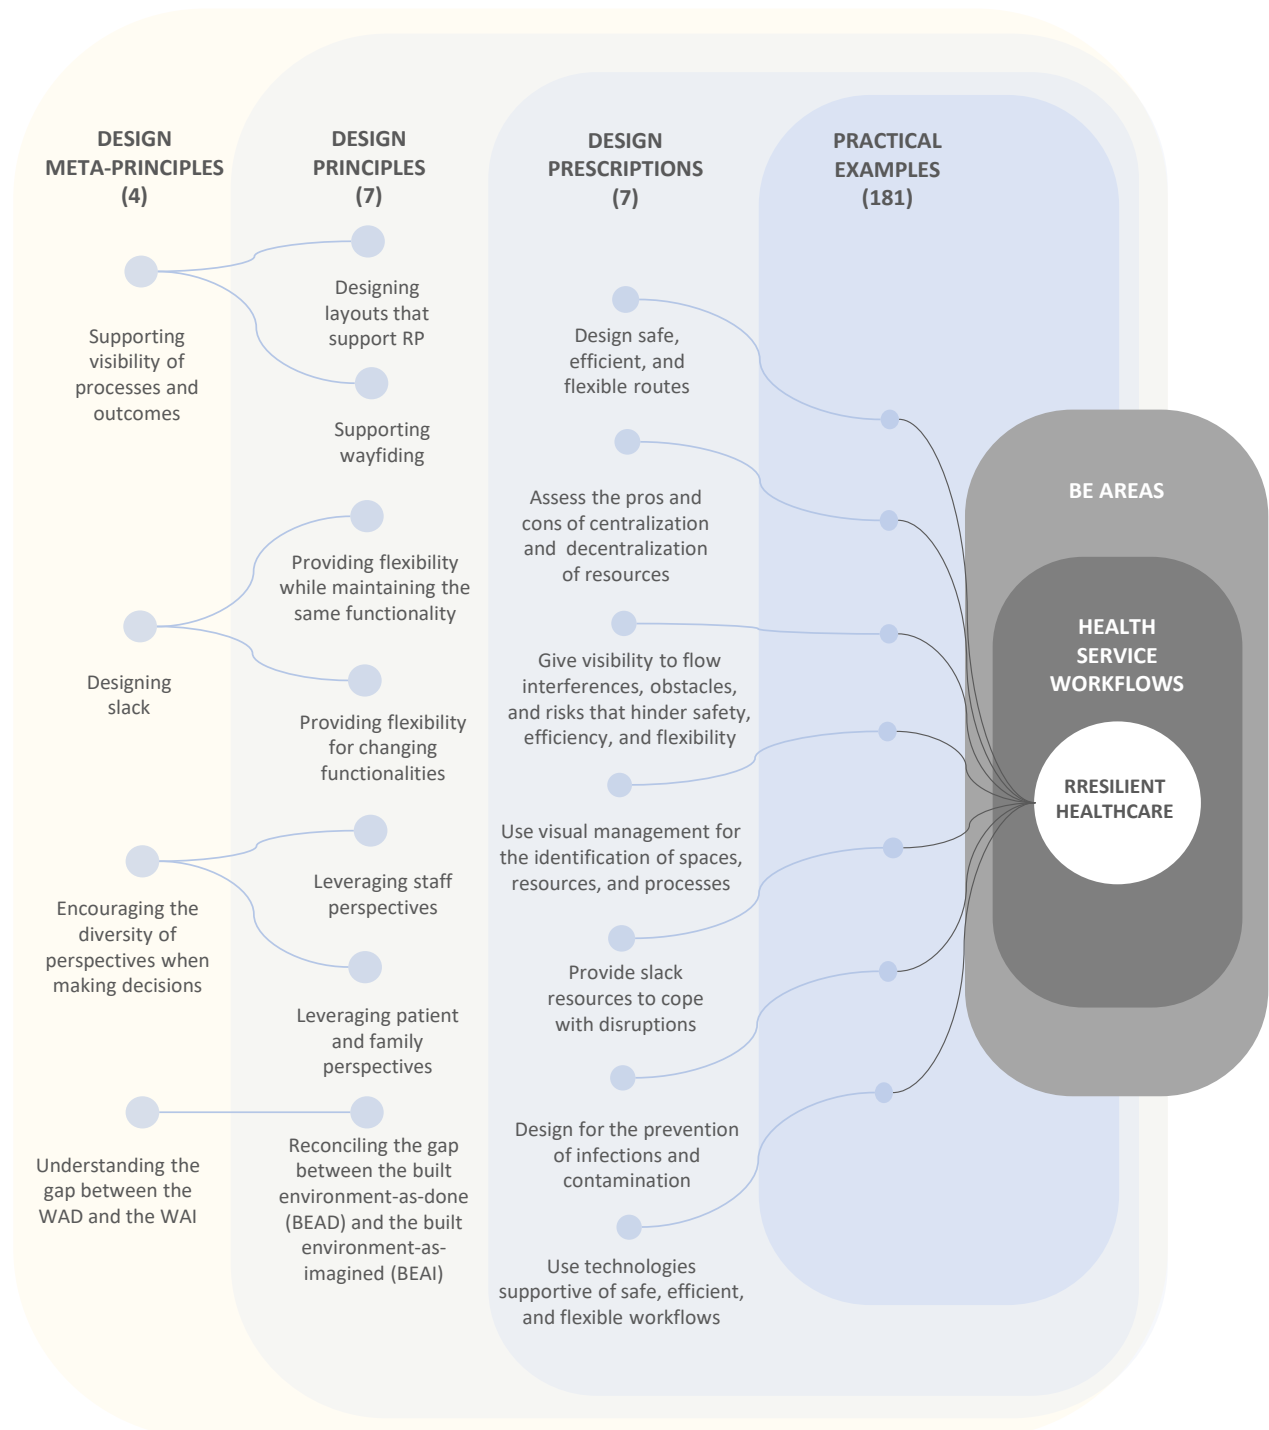 DESIGN
META-PRINCIPLES
(4)
Supporting
visibility of
processes and
outcomes
Designing
slack
Encouraging the
diversity of
perspectives when
making decisions
Understanding the
gap between the
WAD and the WAI
DESIGN
PRINCIPLES
(7)
Designing
layouts that
support RP
Supporting
wayfiding
Providing flexibility
while maintaining the
same functionality
Providing flexibility
for changing
functionalities
Leveraging staff
perspectives
Leveraging patient
and family
perspectives
Reconciling the gap
between the built
environment-as-done
(BEAD) and the built
environment-as-
imagined (BEAI)
DESIGN
PRESCRIPTIONS
(7)
Design safe,
efficient, and
flexible routes
Assess the pros and
cons of centralization
and decentralization
of resources
Give visibility to flow
interferences, obstacles,
and risks that hinder safety,
efficiency, and flexibility
Use visual management for
the identification of spaces,
resources, and processes
Provide slack
resources to cope
with disruptions
Design for the prevention
of infections and
contamination
Use technologies
supportive of safe, efficient,
and flexible workflows
PRACTICAL
EXAMPLES
(181)
BE AREAS
HEALTH
SERVICE
WORKFLOWS
RRESILIENT
HEALTHCARE